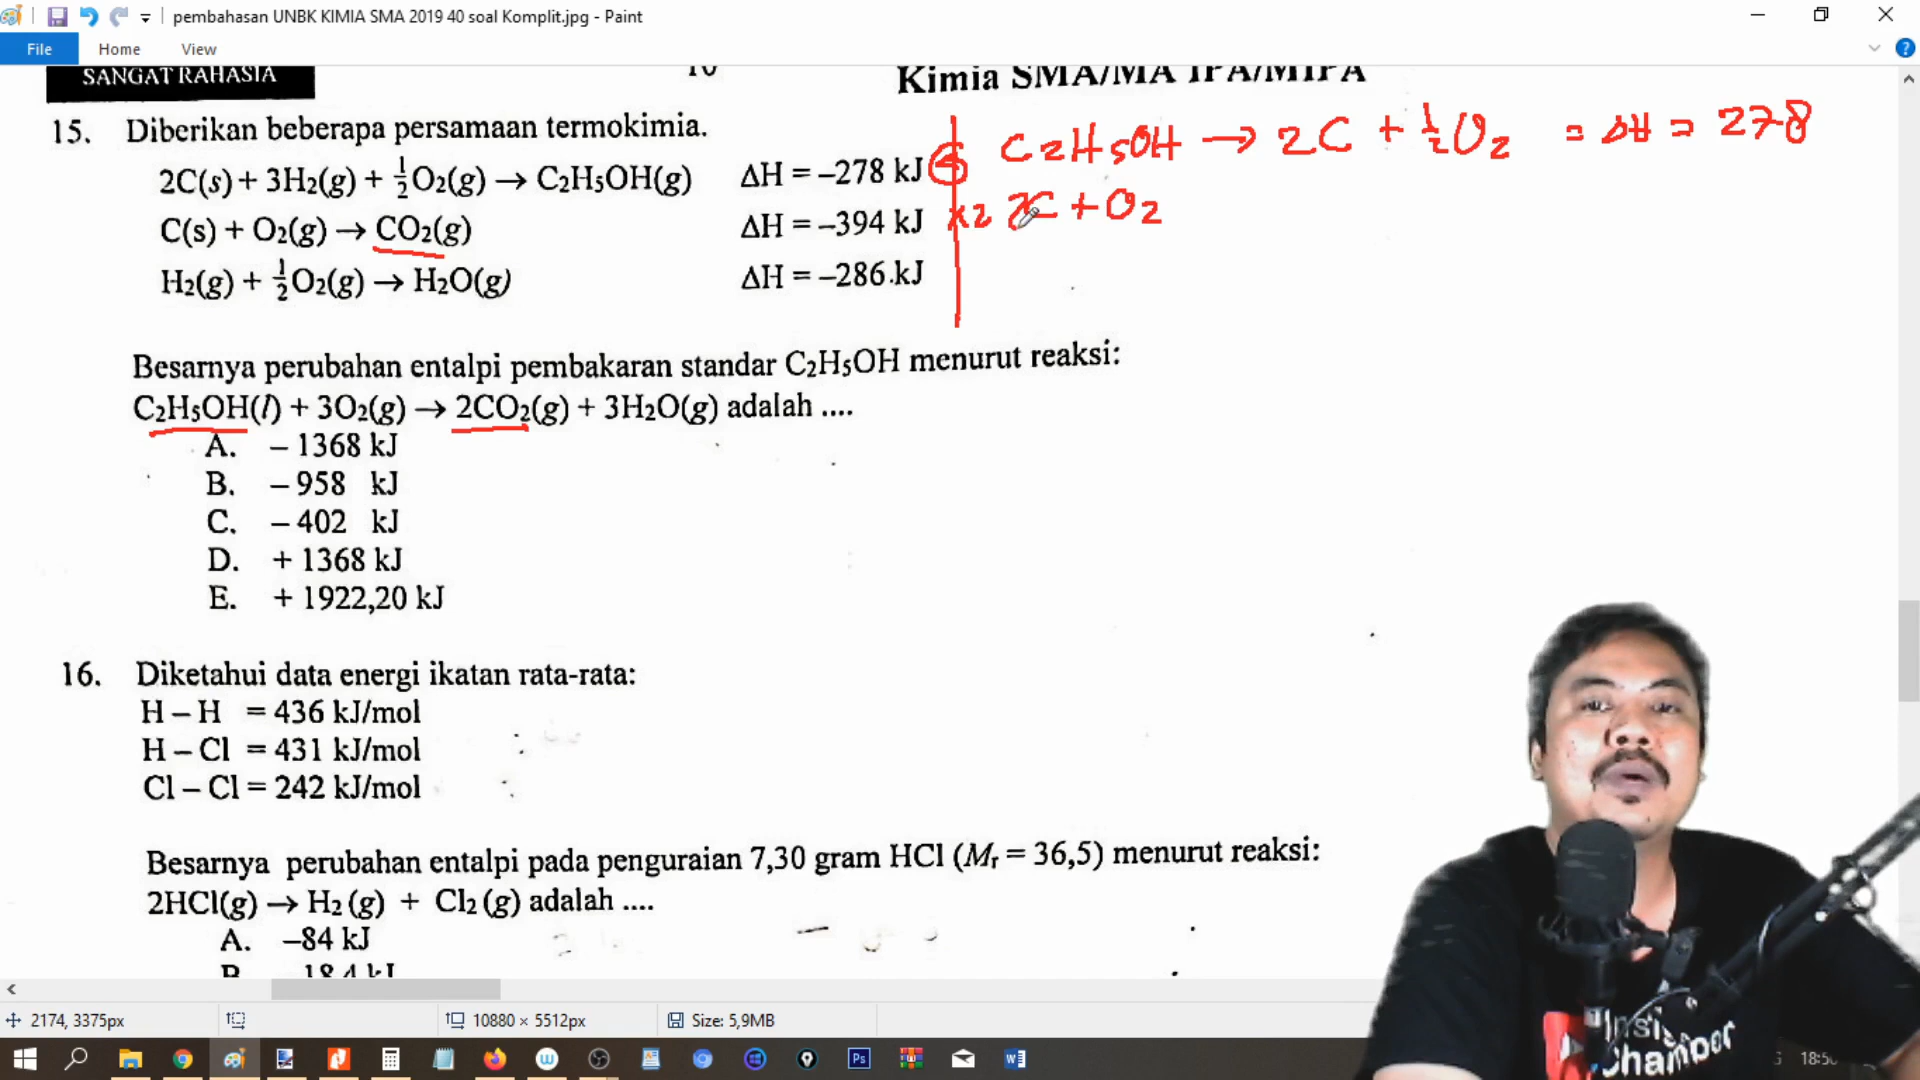 pembahasan UNBK KIMIA SMA 2019 40 soal Komplit.jpg - Paint
File Home View
SANGAT RAHASIA
Kimia SMA/MA IPA/MIPA
15. Diberikan beberapa persamaan termokimia.
2C(s) + 3H₂(g) + ½O₂(g) → C₂H₅OH(g) ΔH = –278 kJ
C(s) + O₂(g) → CO₂(g) ΔH = –394 kJ
H₂(g) + ½O₂(g) → H₂O(g) ΔH = –286 kJ
C2H5OH → 2C + ½O2 = ΔH = 278
x2 2C + O2
Besarnya perubahan entalpi pembakaran standar C₂H₅OH menurut reaksi:
C₂H₅OH(l) + 3O₂(g) → 2CO₂(g) + 3H₂O(g) adalah ....
A. – 1368 kJ
B. – 958 kJ
C. – 402 kJ
D. + 1368 kJ
E. + 1922,20 kJ
16. Diketahui data energi ikatan rata-rata:
H – H = 436 kJ/mol
H – Cl = 431 kJ/mol
Cl – Cl = 242 kJ/mol
Besarnya perubahan entalpi pada penguraian 7,30 gram HCl (Mr = 36,5) menurut reaksi:
2HCl(g) → H₂ (g) + Cl₂ (g) adalah ....
A. –84 kJ
2174, 3375px
10880 × 5512px
Size: 5,9MB